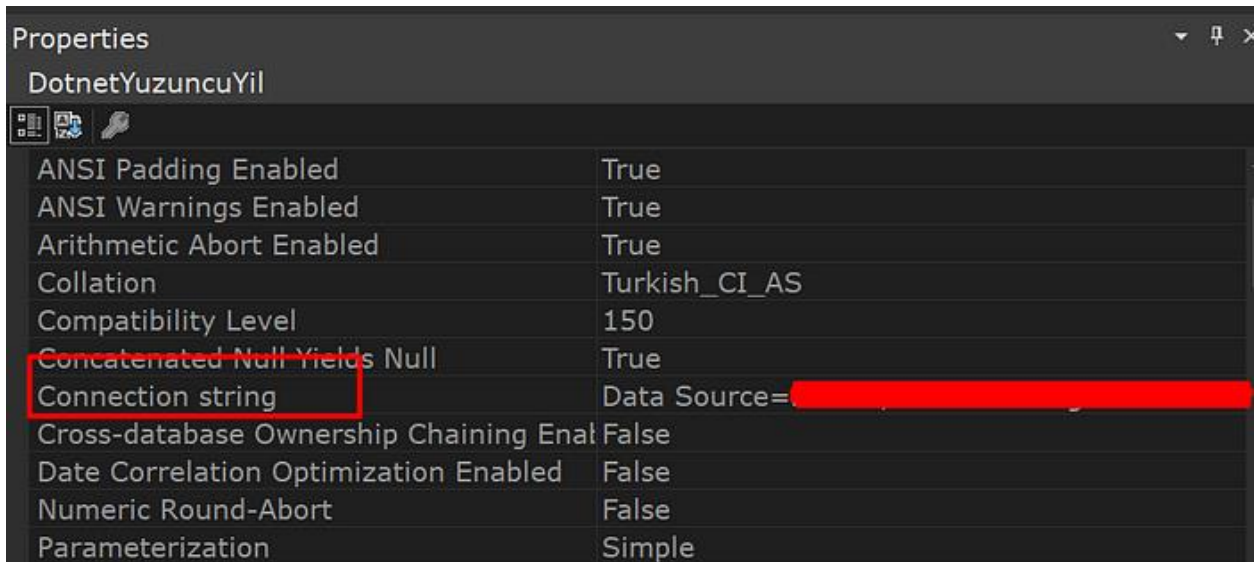 Properties
DotnetYuzuncuYil
ANSI Padding Enabled True
ANSI Warnings Enabled True
Arithmetic Abort Enabled True
Collation Turkish_CI_AS
Compatibility Level 150
Concatenated Null Yields Null True
Connection string Data Source=
Cross-database Ownership Chaining Enab False
Date Correlation Optimization Enabled False
Numeric Round-Abort False
Parameterization Simple